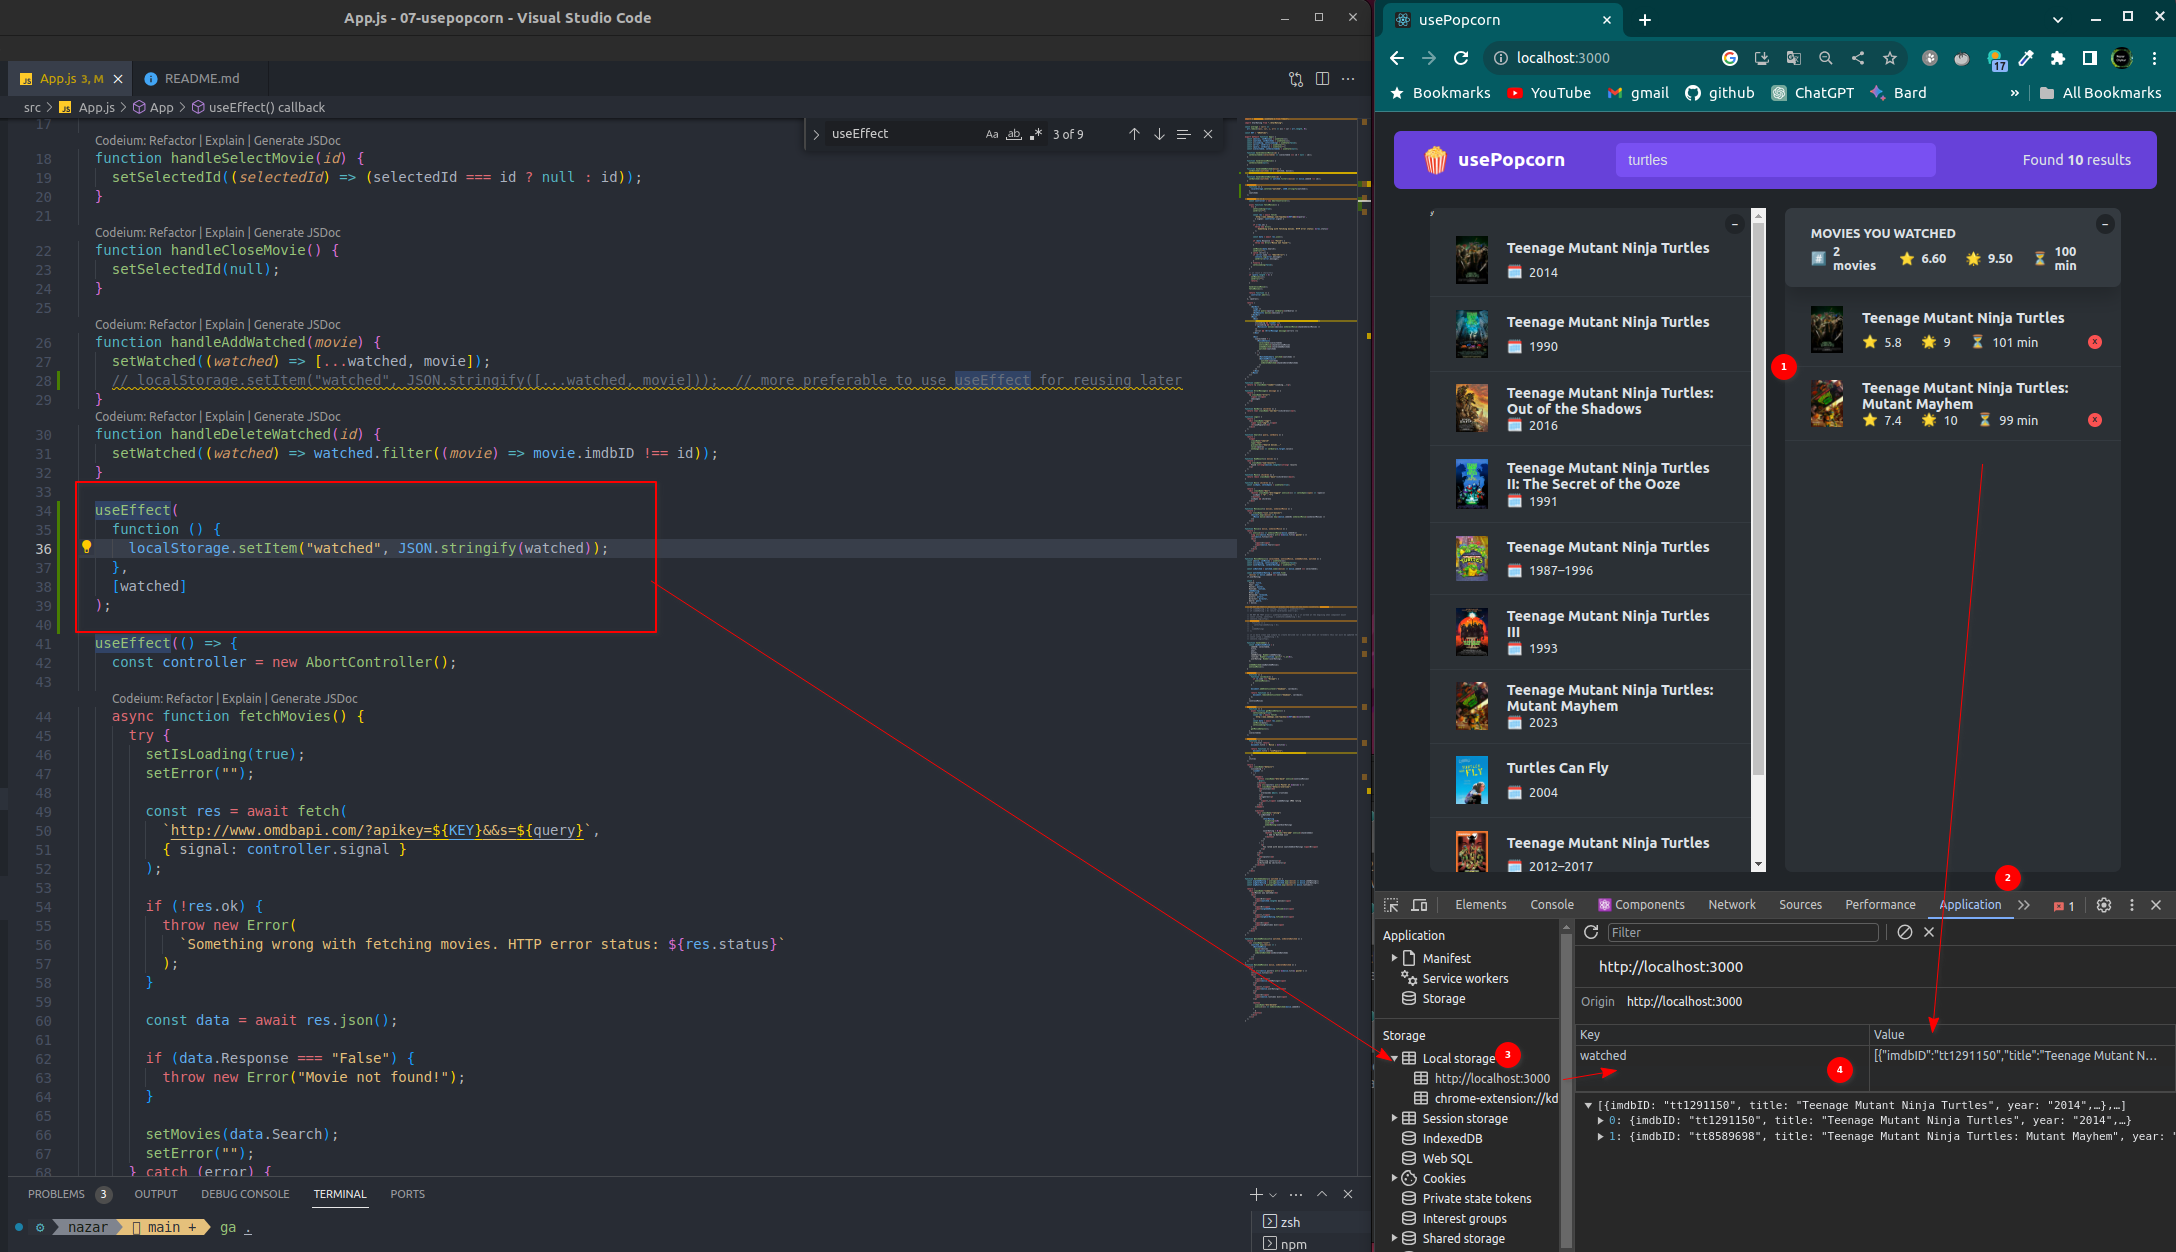 App.js - 07-usepopcorn - Visual Studio Code
App.js 3, M
README.md
src > App.js > App > useEffect() callback
useEffect
Aa ab 3 of 9
17
Codeium: Refactor | Explain | Generate JSDoc
18 function handleSelectMovie(id) {
19 setSelectedId((selectedId) => (selectedId === id ? null : id));
20 }
21
Codeium: Refactor | Explain | Generate JSDoc
22 function handleCloseMovie() {
23 setSelectedId(null);
24 }
25
Codeium: Refactor | Explain | Generate JSDoc
26 function handleAddWatched(movie) {
27 setWatched((watched) => [...watched, movie]);
28 // localStorage.setItem("watched", JSON.stringify([...watched, movie])); // more preferable to use useEffect for reusing later
29 }
Codeium: Refactor | Explain | Generate JSDoc
30 function handleDeleteWatched(id) {
31 setWatched((watched) => watched.filter((movie) => movie.imdbID !== id));
32 }
33
34 useEffect(
35 function () {
36 localStorage.setItem("watched", JSON.stringify(watched));
37 },
38 [watched]
39 );
40
41 useEffect(() => {
42 const controller = new AbortController();
43
Codeium: Refactor | Explain | Generate JSDoc
44 async function fetchMovies() {
45 try {
46 setIsLoading(true);
47 setError("");
48
49 const res = await fetch(
50 `http://www.omdbapi.com/?apikey=${KEY}&&s=${query}`,
51 { signal: controller.signal }
52 );
53
54 if (!res.ok) {
55 throw new Error(
56 `Something wrong with fetching movies. HTTP error status: ${res.status}`
57 );
58 }
59
60 const data = await res.json();
61
62 if (data.Response === "False") {
63 throw new Error("Movie not found!");
64 }
65
66 setMovies(data.Search);
67 setError("");
68 } catch (error) {
PROBLEMS 3 OUTPUT DEBUG CONSOLE TERMINAL PORTS
nazar main + ga .
zsh
npm
usePopcorn
localhost:3000
17
Bookmarks YouTube gmail github ChatGPT Bard » All Bookmarks
usePopcorn
turtles
Found 10 results
Teenage Mutant Ninja Turtles
2014
Teenage Mutant Ninja Turtles
1990
Teenage Mutant Ninja Turtles:
Out of the Shadows
2016
Teenage Mutant Ninja Turtles
II: The Secret of the Ooze
1991
Teenage Mutant Ninja Turtles
1987–1996
Teenage Mutant Ninja Turtles
III
1993
Teenage Mutant Ninja Turtles:
Mutant Mayhem
2023
Turtles Can Fly
2004
Teenage Mutant Ninja Turtles
2012–2017
MOVIES YOU WATCHED
2 movies 6.60 9.50 100 min
Teenage Mutant Ninja Turtles
5.8 9 101 min
1
Teenage Mutant Ninja Turtles:
Mutant Mayhem
7.4 10 99 min
2
Elements Console Components Network Sources Performance Application 1
Application
Manifest
Service workers
Storage
Storage
Local storage
3
http://localhost:3000
chrome-extension://kd
Session storage
IndexedDB
Web SQL
Cookies
Private state tokens
Interest groups
Shared storage
Filter
http://localhost:3000
Origin http://localhost:3000
Key Value
watched [{"imdbID":"tt1291150","title":"Teenage Mutant N...
4
[{imdbID: "tt1291150", title: "Teenage Mutant Ninja Turtles", year: "2014",…},…]
0: {imdbID: "tt1291150", title: "Teenage Mutant Ninja Turtles", year: "2014",…}
1: {imdbID: "tt8589698", title: "Teenage Mutant Ninja Turtles: Mutant Mayhem", year: "